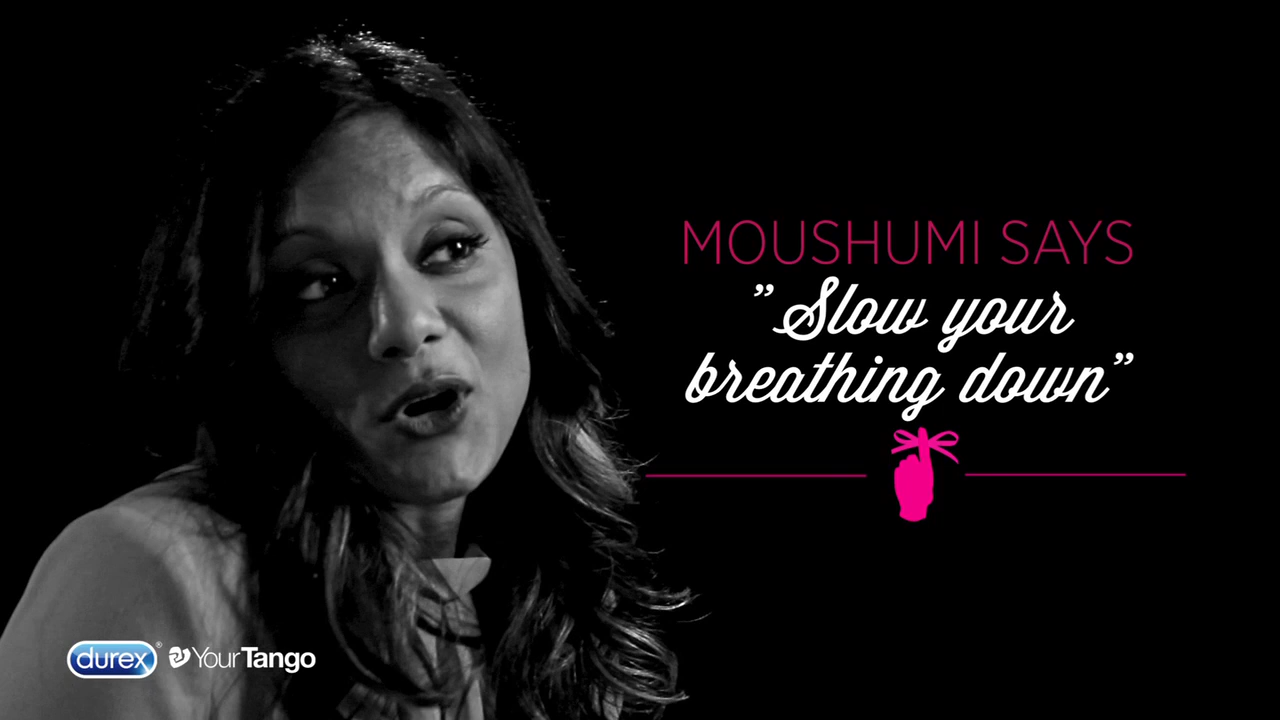 MOUSHUMI SAYS
”Slow your
breathing down”
durex® YourTango